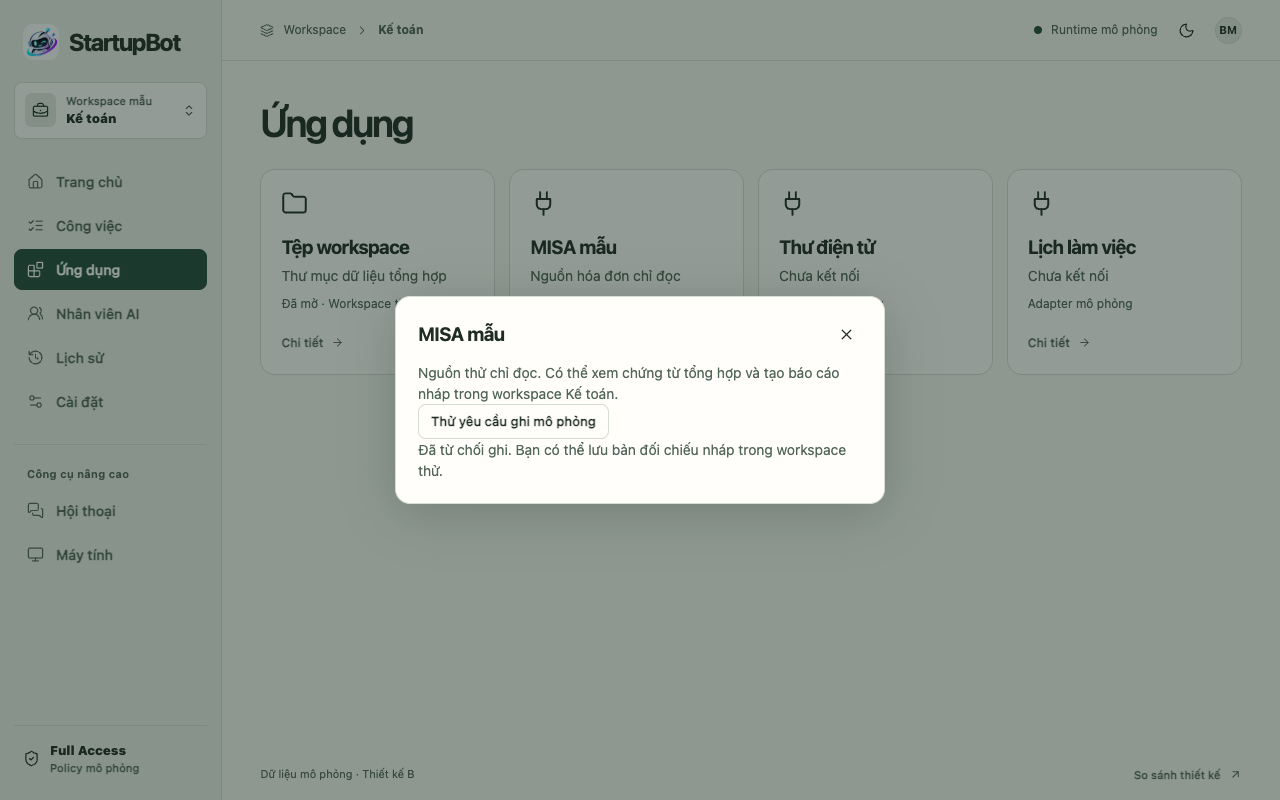 StartupBot
Workspace mẫu
Kế toán
Trang chủ
Công việc
Ứng dụng
Nhân viên AI
Lịch sử
Cài đặt
Công cụ nâng cao
Hội thoại
Máy tính
Full Access
Policy mô phỏng
Workspace
Kế toán
Runtime mô phỏng
BM
Ứng dụng
Tệp workspace
Thư mục dữ liệu tổng hợp
Đã mở · Workspace
Chi tiết
MISA mẫu
Nguồn hóa đơn chỉ đọc
Thư điện tử
Chưa kết nối
Lịch làm việc
Chưa kết nối
Adapter mô phỏng
Chi tiết
MISA mẫu
Nguồn thử chỉ đọc. Có thể xem chứng từ tổng hợp và tạo báo cáo
nháp trong workspace Kế toán.
Thử yêu cầu ghi mô phỏng
Đã từ chối ghi. Bạn có thể lưu bản đối chiếu nháp trong workspace
thử.
Dữ liệu mô phỏng · Thiết kế B
So sánh thiết kế